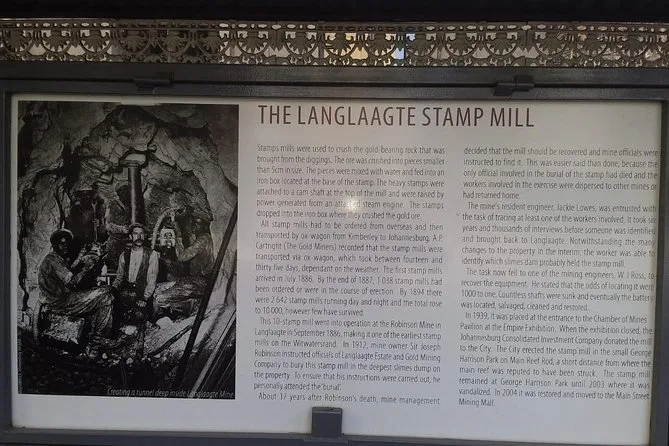 THE LANGLAAGTE STAMP MILL
Stamps mills were used to crush the gold-bearing rock that was
brought from the diggings. The ore was crushed into pieces smaller
than 5cm in size. The pieces were mixed with water and fed into an
iron box located at the base of the stamp. The heavy stamps were
attached to a cam shaft at the top of the mill and were raised by
power generated from an attached steam engine. The stamps
dropped into the iron box where they crushed the gold ore.
All stamp mills had to be ordered from overseas and then
transported by ox-wagon from Kimberley to Johannesburg. A.P.
Cartright (The Gold Miners) recorded that the stamp mills were
transported via ox-wagon, which took between fourteen and
thirty five days, dependant on the weather. The first stamp mills
arrived in July 1886. By the end of 1887, 1 038 stamp mills had
been ordered or were in the course of erection. By 1894 there
were 2 642 stamp mills running day and night and the total rose
to 10 000, however few have survived.
This 10-stamp mill went into operation at the Robinson Mine in
Langlaagte in September 1886, making it one of the earliest stamp
mills on the Witwatersrand. In 1912, mine owner Sir Joseph
Robinson instructed officials of Langlaagte Estate and Gold Mining
Company to bury this stamp mill in the deepest slimes dump on
the property. To ensure that his instructions were carried out, he
personally attended the 'burial'.
About 17 years after Robinson's death, mine management
decided that the mill should be recovered and mine officials were
instructed to find it. This was easier said than done, because the
only official involved in the burial of the stamp had died and the
workers involved in the exercise were dispersed to other mines or
had returned home.
The mine's resident engineer, Jackie Lowes, was entrusted with
the task of tracing at least one of the workers involved. It took six
years and thousands of interviews before someone was identified
and brought back to Langlaagte. Notwithstanding the many
changes to the property in the interim; the worker was able to
identify which slimes dam probably held the stamp mill.
The task now fell to one of the mining engineers, W J Ross, to
recover the equipment. He stated that the odds of locating it were
1000 to one. Countless shafts were sunk and eventually the battery
was located, salvaged, cleaned and restored.
In 1939, it was placed at the entrance to the Chamber of Mines
Pavilion at the Empire Exhibition. When the exhibition closed, the
Johannesburg Consolidated Investment Company donated the mill
to the City. The City erected the stamp mill in the small George
Harrison Park on Main Reef Rod, a short distance from where the
main reef was reputed to have been struck. The stamp mill
remained at George Harrison Park until 2003 where it was
vandalized. In 2004 it was restored and moved to the Main Street
Mining Mall.
Creating a tunnel deep inside Langlaagte Mine